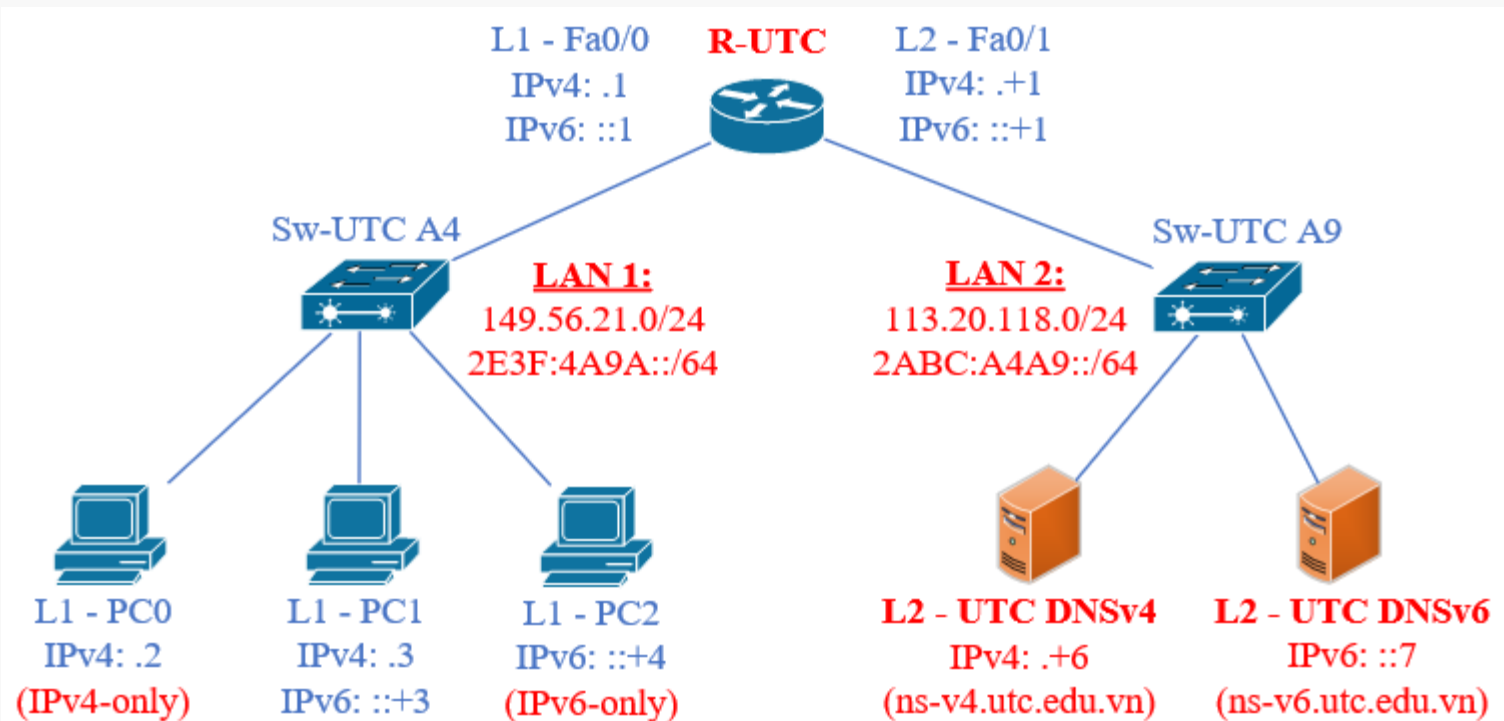 L1 - Fa0/0
IPv4: .1
IPv6: ::1
R-UTC
L2 - Fa0/1
IPv4: .+1
IPv6: ::+1
Sw-UTC A4
Sw-UTC A9
LAN 1:
149.56.21.0/24
2E3F:4A9A::/64
LAN 2:
113.20.118.0/24
2ABC:A4A9::/64
L1 - PC0
IPv4: .2
(IPv4-only)
L1 - PC1
IPv4: .3
IPv6: ::+3
L1 - PC2
IPv6: ::+4
(IPv6-only)
L2 - UTC DNSv4
IPv4: .+6
(ns-v4.utc.edu.vn)
L2 - UTC DNSv6
IPv6: ::7
(ns-v6.utc.edu.vn)